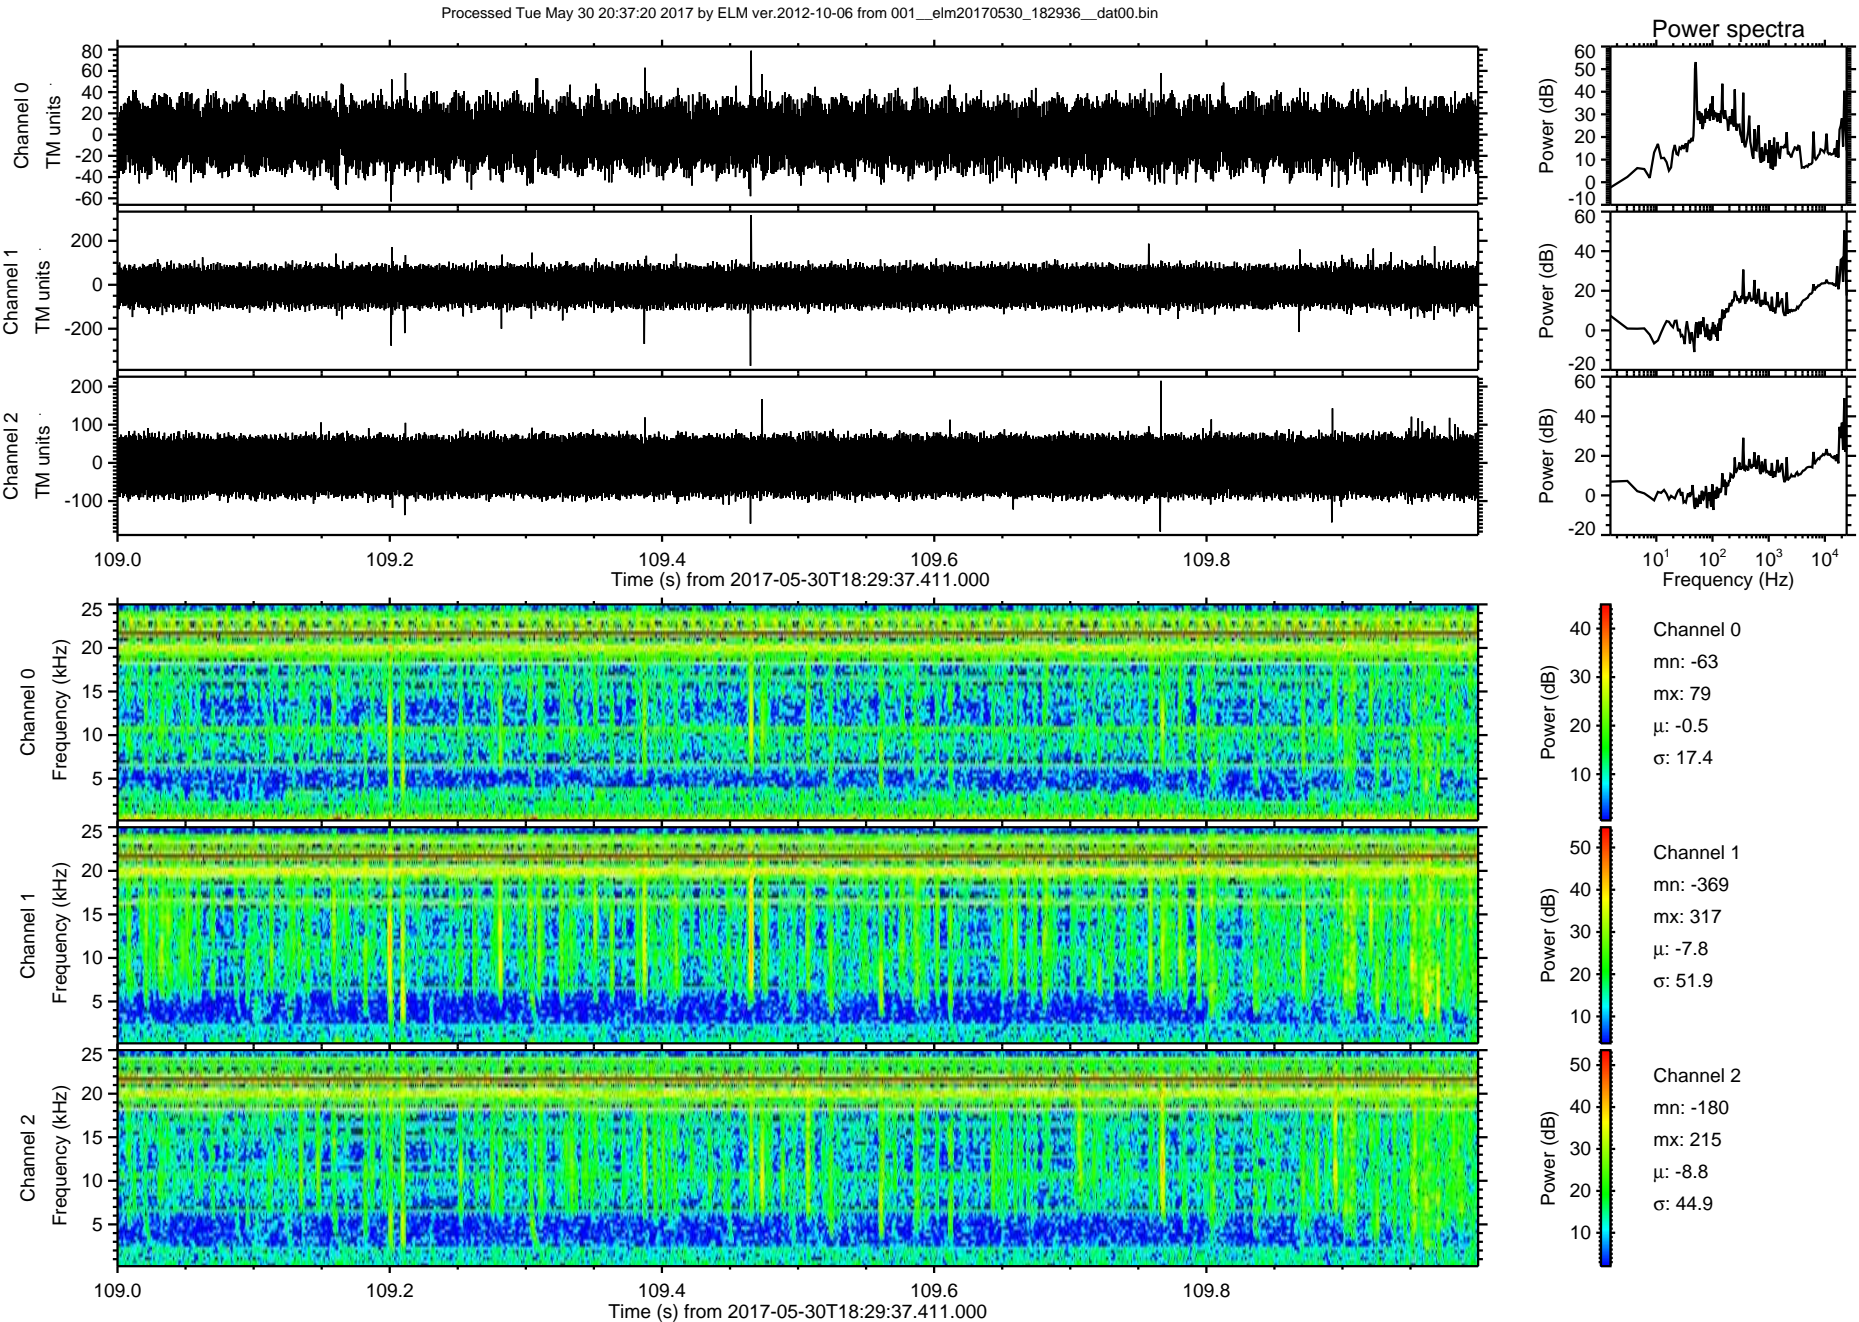 Processed Tue May 30 20:37:20 2017 by ELM ver.2012-10-06 from 001__elm20170530_182936__dat00.bin
Power spectra
Channel 0
TM units
80
60
40
20
0
-20
-40
-60
Power (dB)
60
50
40
30
20
10
0
-10
Channel 1
TM units
200
0
-200
Power (dB)
60
40
20
0
-20
Channel 2
TM units
200
100
0
-100
Power (dB)
60
40
20
0
-20
109.0 109.2 109.4 109.6 109.8
Time (s) from 2017-05-30T18:29:37.411.000
10^1 10^2 10^3 10^4
Frequency (Hz)
Channel 0
Frequency (kHz)
25
20
15
10
5
Power (dB)
40
30
20
10
Channel 0
mn: -63
mx: 79
μ: -0.5
σ: 17.4
Channel 1
Frequency (kHz)
25
20
15
10
5
Power (dB)
50
40
30
20
10
Channel 1
mn: -369
mx: 317
μ: -7.8
σ: 51.9
Channel 2
Frequency (kHz)
25
20
15
10
5
Power (dB)
50
40
30
20
10
Channel 2
mn: -180
mx: 215
μ: -8.8
σ: 44.9
109.0 109.2 109.4 109.6 109.8
Time (s) from 2017-05-30T18:29:37.411.000